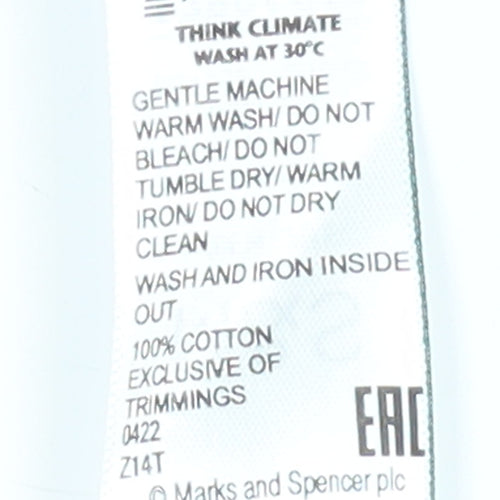 THINK CLIMATE
WASH AT 30°C
GENTLE MACHINE
WARM WASH/ DO NOT
BLEACH/ DO NOT
TUMBLE DRY/ WARM
IRON/ DO NOT DRY
CLEAN
WASH AND IRON INSIDE
OUT
100% COTTON
EXCLUSIVE OF
TRIMMINGS
0422
Z14T
EAC
© Marks and Spencer plc